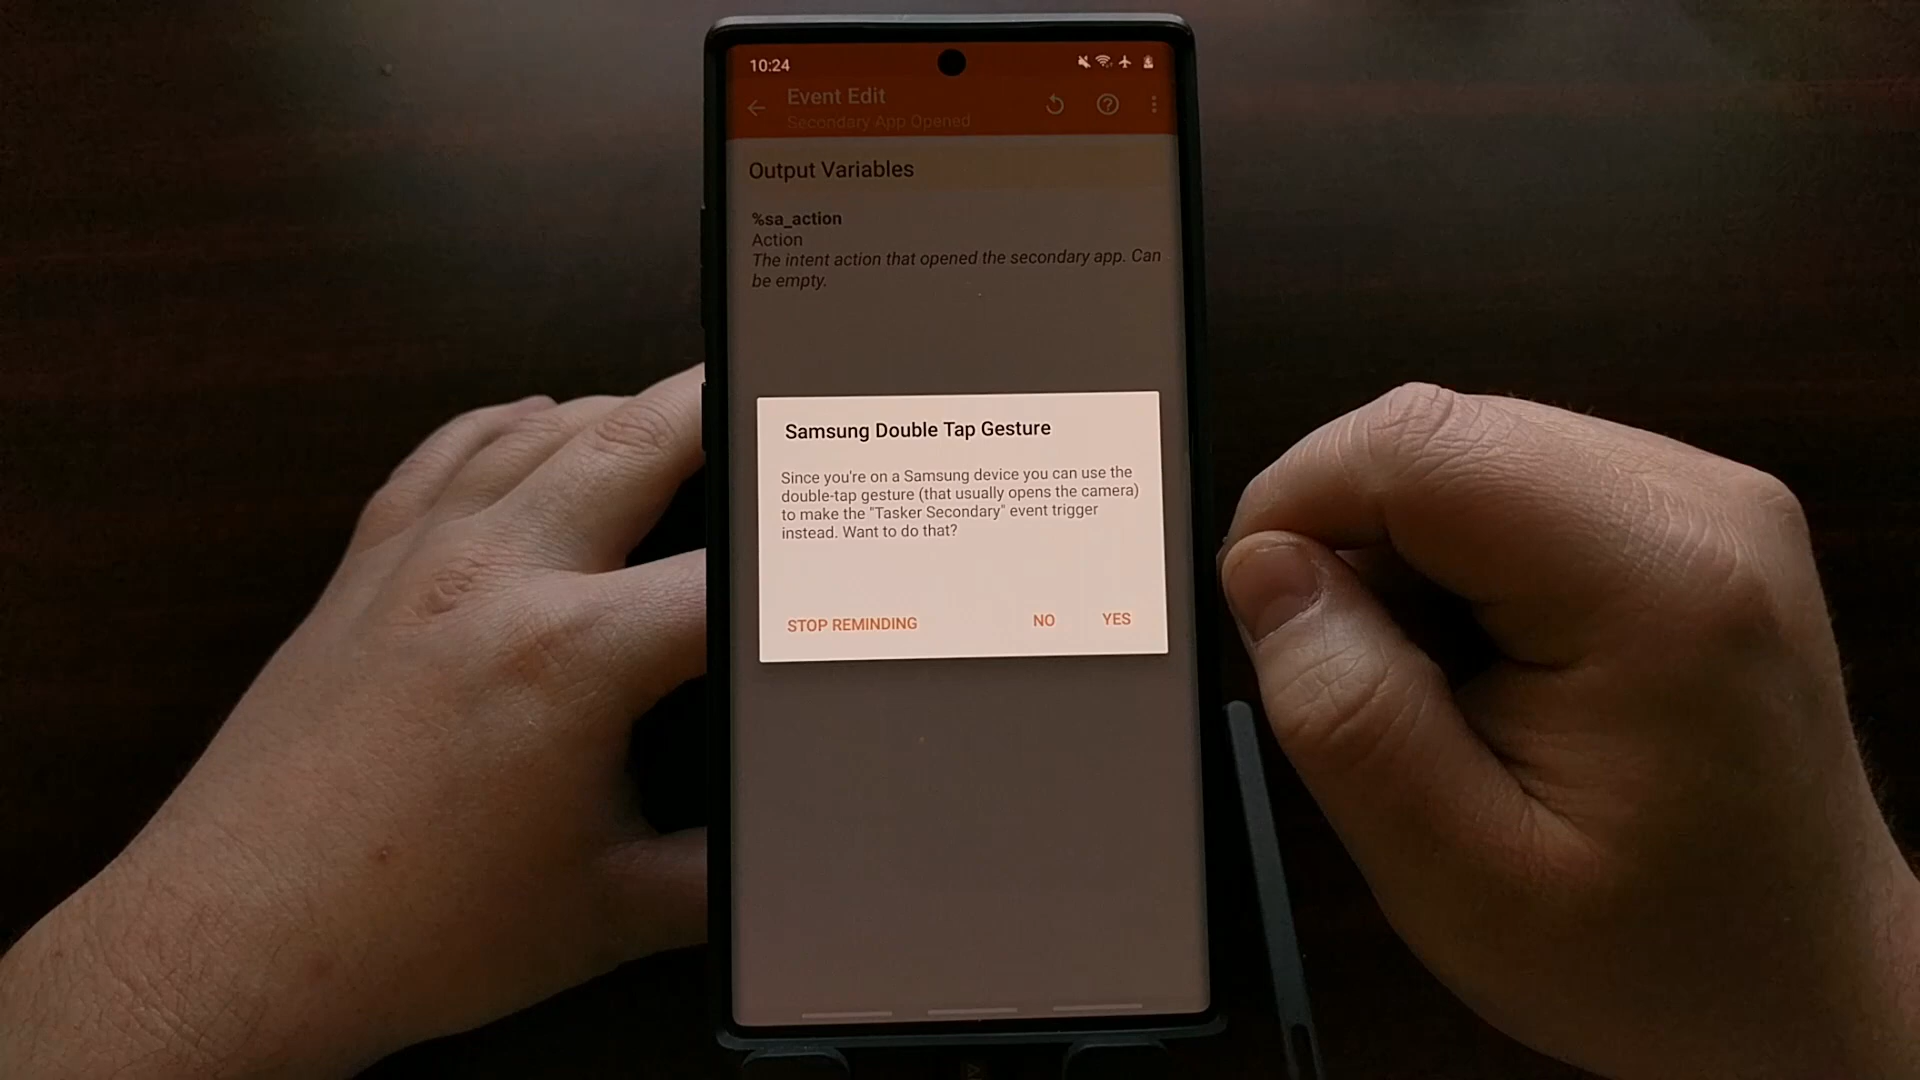 10:24
Event Edit
Secondary App Opened
Output Variables
%sa_action
Action
The intent action that opened the secondary app. Can
be empty.
Samsung Double Tap Gesture
Since you're on a Samsung device you can use the
double-tap gesture (that usually opens the camera)
to make the "Tasker Secondary" event trigger
instead. Want to do that?
STOP REMINDING NO YES